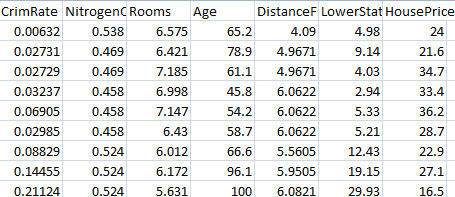 CrimRate NitrogenC Rooms Age DistanceF LowerStat HousePrice
0.00632 0.538 6.575 65.2 4.09 4.98 24
0.02731 0.469 6.421 78.9 4.9671 9.14 21.6
0.02729 0.469 7.185 61.1 4.9671 4.03 34.7
0.03237 0.458 6.998 45.8 6.0622 2.94 33.4
0.06905 0.458 7.147 54.2 6.0622 5.33 36.2
0.02985 0.458 6.43 58.7 6.0622 5.21 28.7
0.08829 0.524 6.012 66.6 5.5605 12.43 22.9
0.14455 0.524 6.172 96.1 5.9505 19.15 27.1
0.21124 0.524 5.631 100 6.0821 29.93 16.5